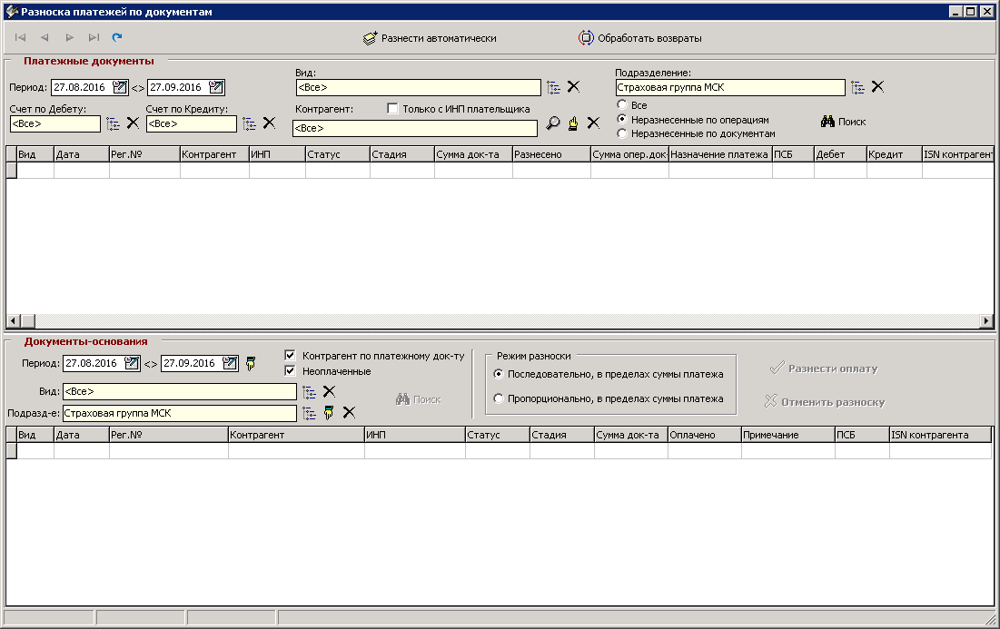 Разноска платежей по документам
Разнести автоматически
Обработать возвраты
Платежные документы
Период: 27.08.2016 <> 27.09.2016
Вид:
<Все>
Подразделение:
Страховая группа МСК
Счет по Дебету:
<Все>
Счет по Кредиту:
<Все>
Контрагент:
Только с ИНП плательщика
<Все>
Все
Неразнесенные по операциям
Неразнесенные по документам
Поиск
Вид Дата Рег.№ Контрагент ИНП Статус Стадия Сумма док-та Разнесено Сумма опер.док- Назначение платежа ПСБ Дебет Кредит ISN контрагент
Документы-основания
Период: 27.08.2016 <> 27.09.2016
Контрагент по платежному док-ту
Неоплаченные
Вид: <Все>
Поиск
Подразд-е: Страховая группа МСК
Режим разноски
Последовательно, в пределах суммы платежа
Пропорционально, в пределах суммы платежа
Разнести оплату
Отменить разноску
Вид Дата Рег.№ Контрагент ИНП Статус Стадия Сумма док-та Оплачено Примечание ПСБ ISN контрагента